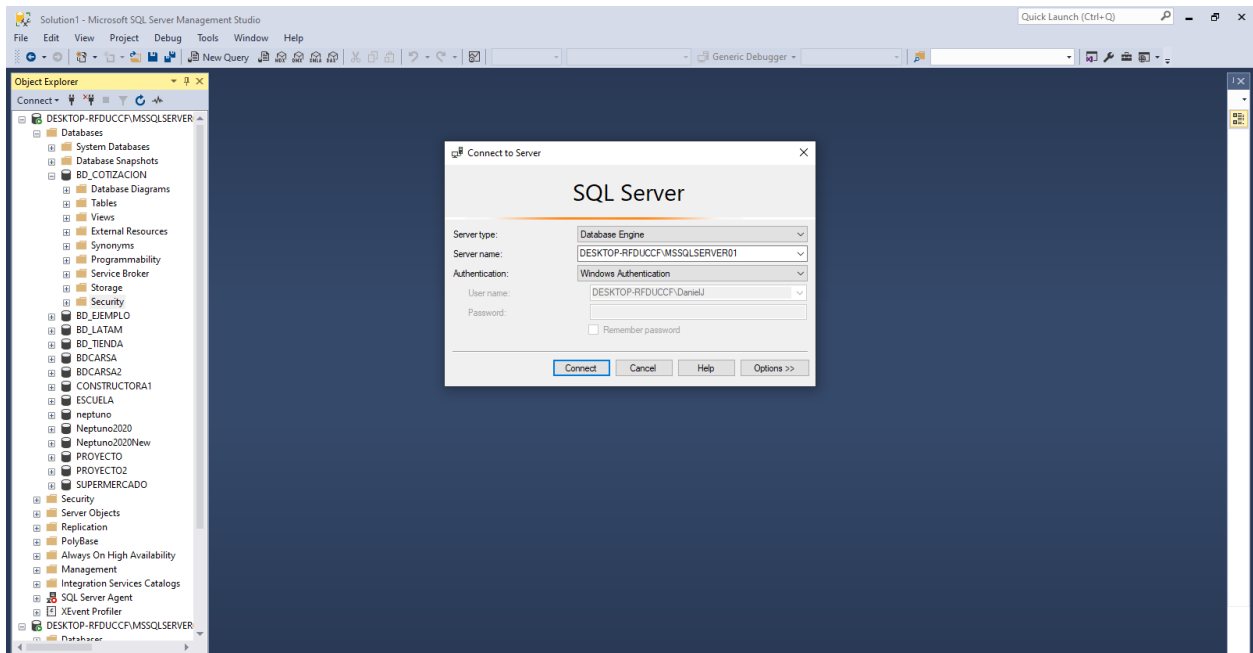 Solution1 - Microsoft SQL Server Management Studio
Quick Launch (Ctrl+Q)
File Edit View Project Debug Tools Window Help
New Query
Generic Debugger
Object Explorer
Connect
DESKTOP-RFDUCCF\MSSQLSERVER
Databases
System Databases
Database Snapshots
BD_COTIZACION
Database Diagrams
Tables
Views
External Resources
Synonyms
Programmability
Service Broker
Storage
Security
BD_EJEMPLO
BD_LATAM
BD_TIENDA
BDCARSA
BDCARSA2
CONSTRUCTORA1
ESCUELA
neptuno
Neptuno2020
Neptuno2020New
PROYECTO
PROYECTO2
SUPERMERCADO
Security
Server Objects
Replication
PolyBase
Always On High Availability
Management
Integration Services Catalogs
SQL Server Agent
XEvent Profiler
DESKTOP-RFDUCCF\MSSQLSERVER
Databases
Connect to Server
SQL Server
Server type: Database Engine
Server name: DESKTOP-RFDUCCF\MSSQLSERVER01
Authentication: Windows Authentication
User name: DESKTOP-RFDUCCF\DanielJ
Password:
Remember password
Connect Cancel Help Options >>